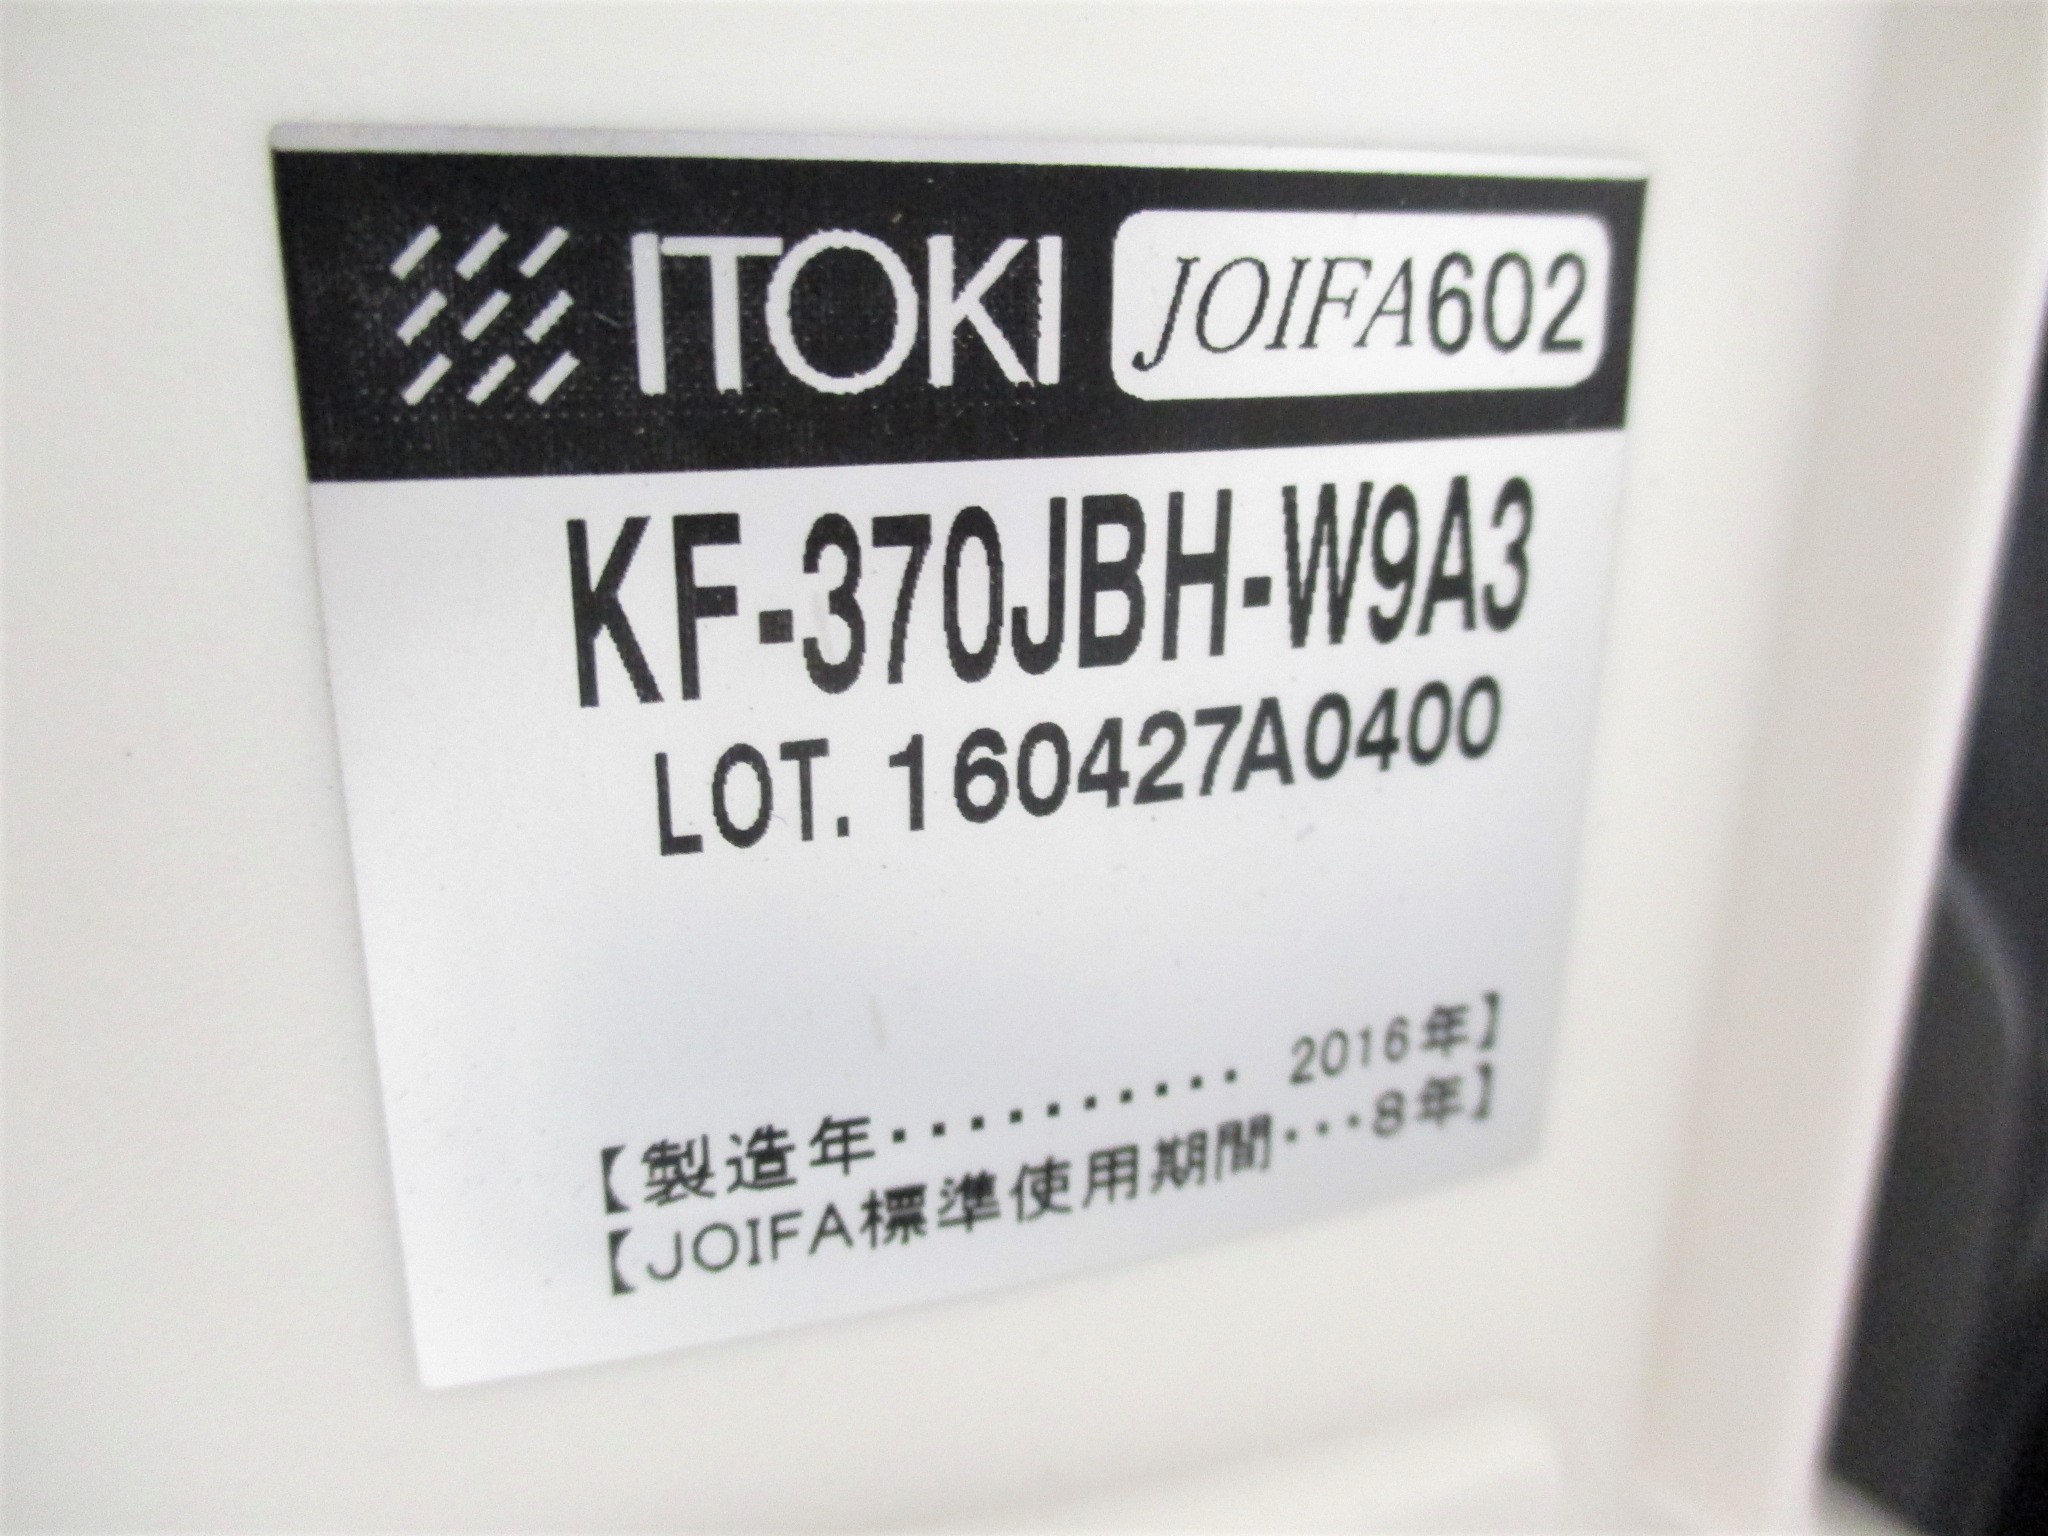 ITOKI JOIFA602
KF-370JBH-W9A3
LOT. 160427A0400
【製造年・・・・・・・・・・ 2016年】
【JOIFA標準使用期間・・・8年】